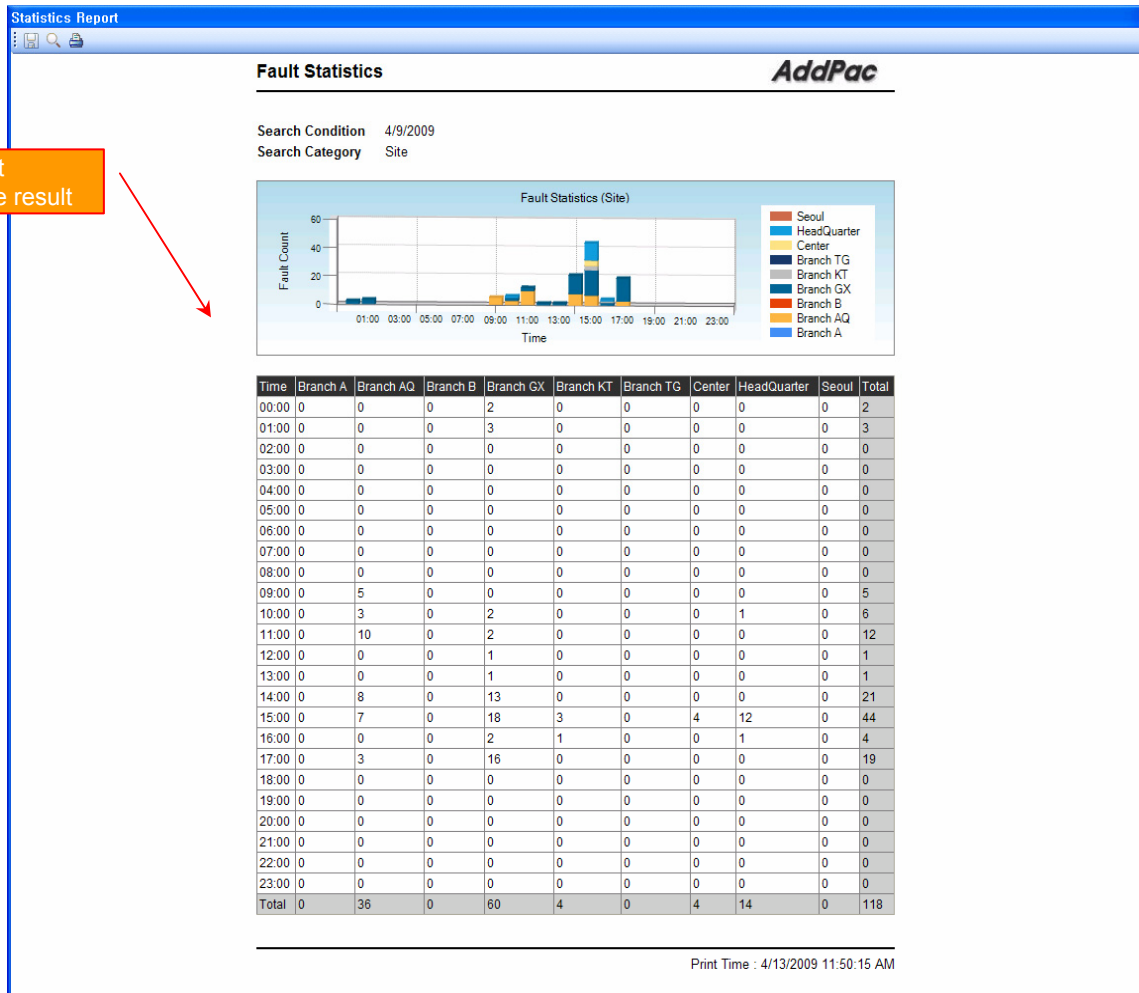 Statistics Report
Fault Statistics
AddPac
Search Condition 4/9/2009
Search Category Site
result
Fault Statistics (Site)
Fault Count
60
40
20
0
01:00 03:00 05:00 07:00 09:00 11:00 13:00 15:00 17:00 19:00 21:00 23:00
Time
Seoul
HeadQuarter
Center
Branch TG
Branch KT
Branch GX
Branch B
Branch AQ
Branch A
Time Branch A Branch AQ Branch B Branch GX Branch KT Branch TG Center HeadQuarter Seoul Total
00:00 0 0 0 2 0 0 0 0 0 2
01:00 0 0 0 3 0 0 0 0 0 3
02:00 0 0 0 0 0 0 0 0 0 0
03:00 0 0 0 0 0 0 0 0 0 0
04:00 0 0 0 0 0 0 0 0 0 0
05:00 0 0 0 0 0 0 0 0 0 0
06:00 0 0 0 0 0 0 0 0 0 0
07:00 0 0 0 0 0 0 0 0 0 0
08:00 0 0 0 0 0 0 0 0 0 0
09:00 0 5 0 0 0 0 0 0 0 5
10:00 0 3 0 2 0 0 0 1 0 6
11:00 0 10 0 2 0 0 0 0 0 12
12:00 0 0 0 1 0 0 0 0 0 1
13:00 0 0 0 1 0 0 0 0 0 1
14:00 0 8 0 13 0 0 0 0 0 21
15:00 0 7 0 18 3 0 4 12 0 44
16:00 0 0 0 2 1 0 0 1 0 4
17:00 0 3 0 16 0 0 0 0 0 19
18:00 0 0 0 0 0 0 0 0 0 0
19:00 0 0 0 0 0 0 0 0 0 0
20:00 0 0 0 0 0 0 0 0 0 0
21:00 0 0 0 0 0 0 0 0 0 0
22:00 0 0 0 0 0 0 0 0 0 0
23:00 0 0 0 0 0 0 0 0 0 0
Total 0 36 0 60 4 0 4 14 0 118
Print Time : 4/13/2009 11:50:15 AM